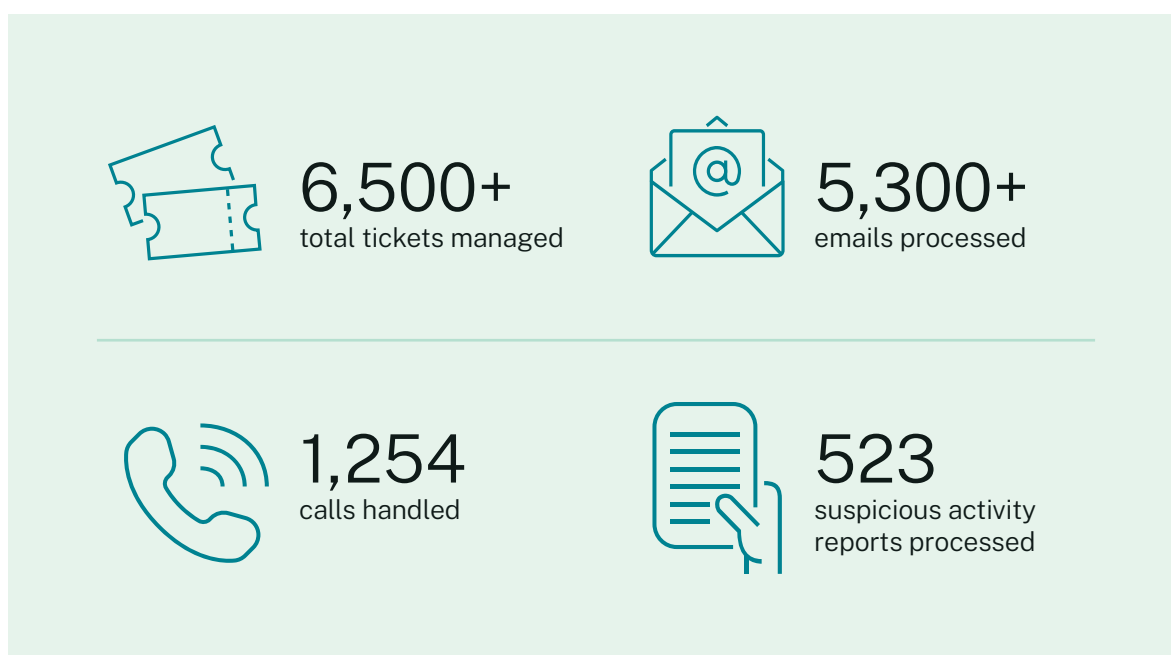 6,500+
total tickets managed
@
5,300+
emails processed
1,254
calls handled
523
suspicious activity
reports processed